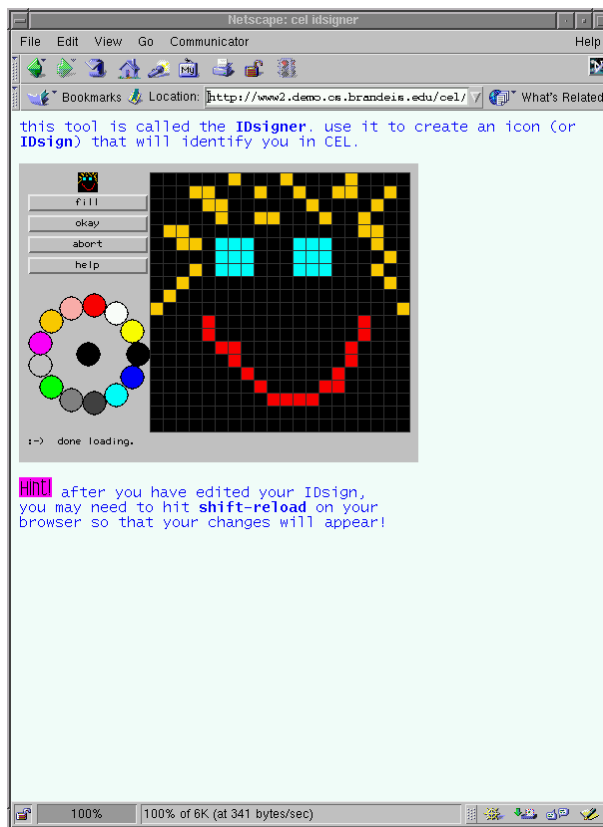 Netscape: cel idsigner
File Edit View Go Communicator Help
My
Bookmarks Location: http://www2.demo.cs.brandeis.edu/cel/ What's Related
this tool is called the IDsigner. use it to create an icon (or
IDsign) that will identify you in CEL.
fill
okay
abort
help
:-) done loading.
Hint! after you have edited your IDsign,
you may need to hit shift-reload on your
browser so that your changes will appear!
100% 100% of 6K (at 341 bytes/sec)